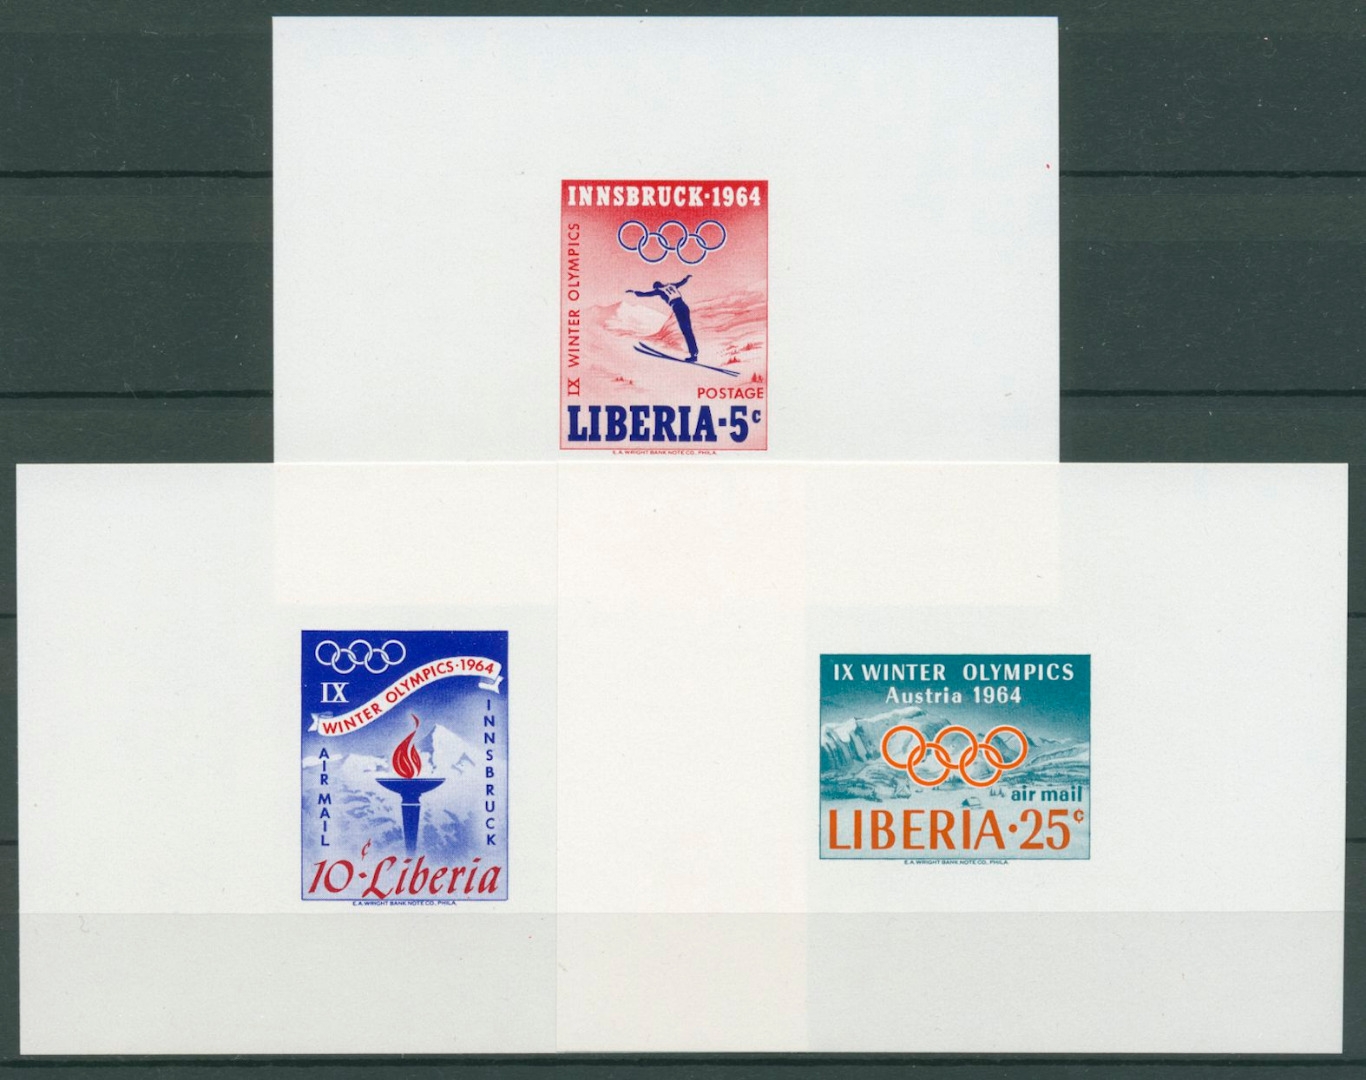 INNSBRUCK·1964
IX WINTER OLYMPICS
POSTAGE
LIBERIA·5c
E.A. WRIGHT BANK NOTE CO., PHILA.
IX
WINTER OLYMPICS·1964
AIR MAIL
INNSBRUCK
10¢·Liberia
E.A. WRIGHT BANK NOTE CO., PHILA.
IX WINTER OLYMPICS
Austria 1964
air mail
LIBERIA·25¢
E.A. WRIGHT BANK NOTE CO., PHILA.